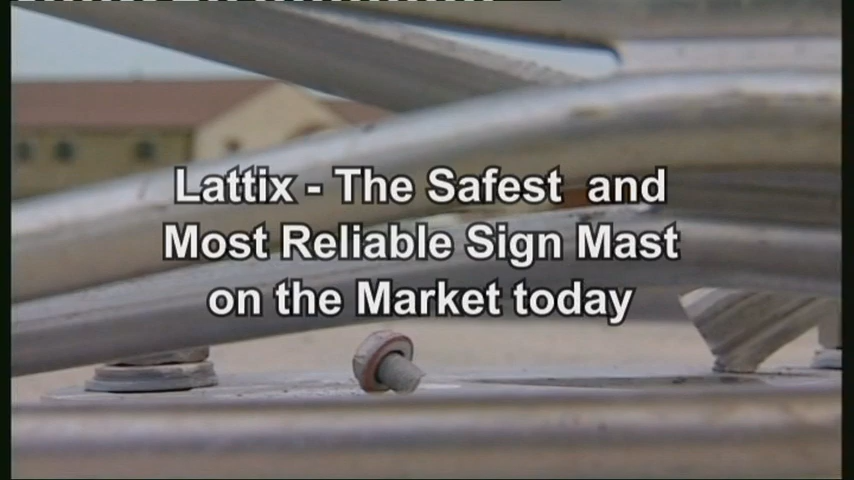 Lattix - The Safest  and
Most Reliable Sign Mast
on the Market today